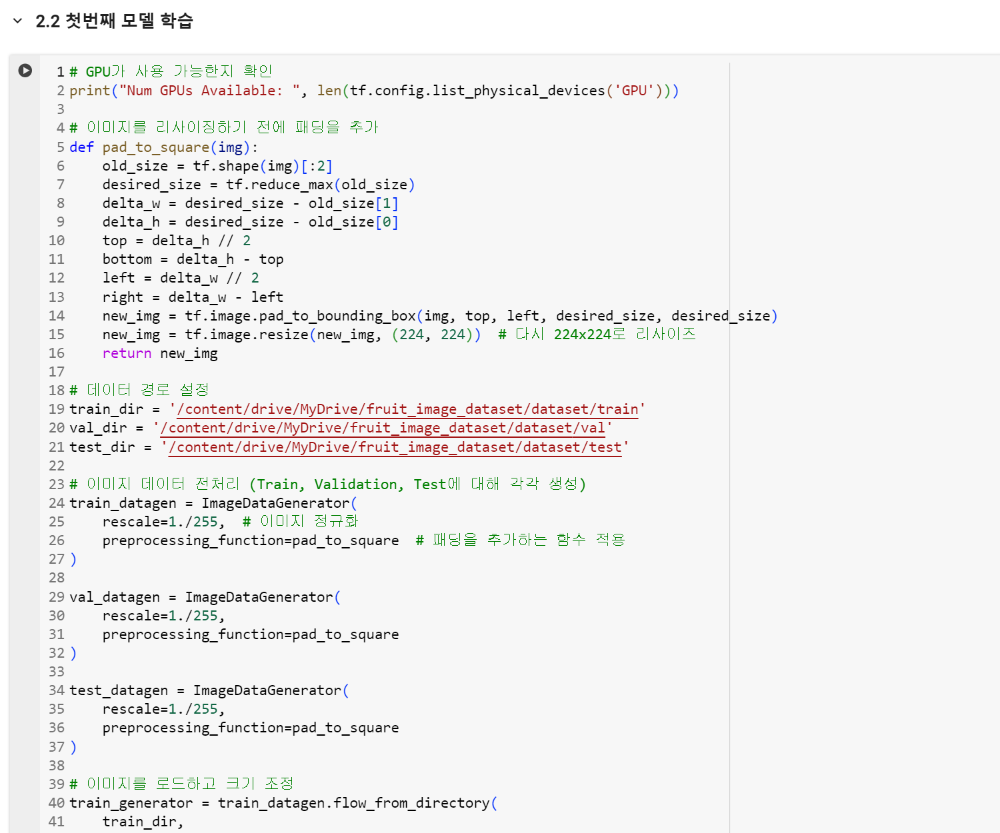 2.2 첫번째 모델 학습
1 # GPU가 사용 가능한지 확인
2 print("Num GPUs Available: ", len(tf.config.list_physical_devices('GPU')))
3
4 # 이미지를 리사이징하기 전에 패딩을 추가
5 def pad_to_square(img):
6     old_size = tf.shape(img)[:2]
7     desired_size = tf.reduce_max(old_size)
8     delta_w = desired_size - old_size[1]
9     delta_h = desired_size - old_size[0]
10     top = delta_h // 2
11     bottom = delta_h - top
12     left = delta_w // 2
13     right = delta_w - left
14     new_img = tf.image.pad_to_bounding_box(img, top, left, desired_size, desired_size)
15     new_img = tf.image.resize(new_img, (224, 224))  # 다시 224x224로 리사이즈
16     return new_img
17
18 # 데이터 경로 설정
19 train_dir = '/content/drive/MyDrive/fruit_image_dataset/dataset/train'
20 val_dir = '/content/drive/MyDrive/fruit_image_dataset/dataset/val'
21 test_dir = '/content/drive/MyDrive/fruit_image_dataset/dataset/test'
22
23 # 이미지 데이터 전처리 (Train, Validation, Test에 대해 각각 생성)
24 train_datagen = ImageDataGenerator(
25     rescale=1./255,  # 이미지 정규화
26     preprocessing_function=pad_to_square  # 패딩을 추가하는 함수 적용
27 )
28
29 val_datagen = ImageDataGenerator(
30     rescale=1./255,
31     preprocessing_function=pad_to_square
32 )
33
34 test_datagen = ImageDataGenerator(
35     rescale=1./255,
36     preprocessing_function=pad_to_square
37 )
38
39 # 이미지를 로드하고 크기 조정
40 train_generator = train_datagen.flow_from_directory(
41     train_dir,